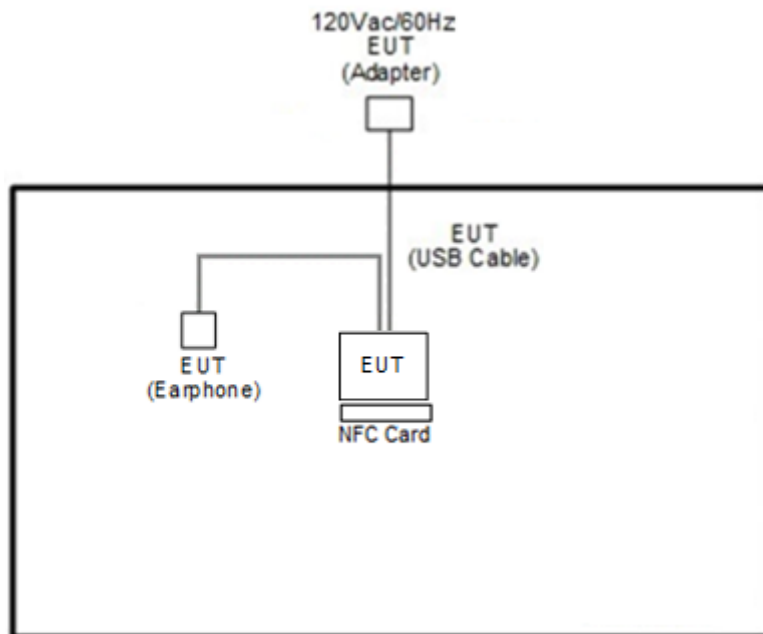 120Vac/60Hz
EUT
(Adapter)
EUT
(USB Cable)
EUT
(Earphone)
EUT
NFC Card